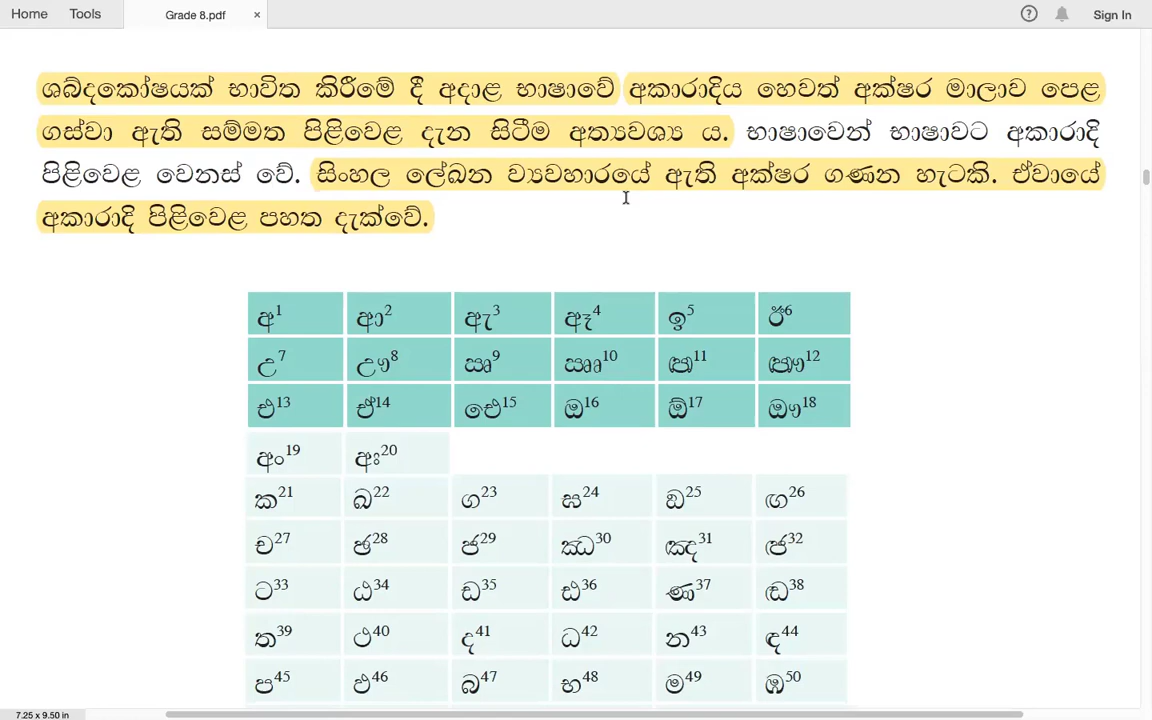 Home Tools Grade 8.pdf × Sign In
ශබ්දකෝෂයක් භාවිත කිරීමේ දී අදාළ භාෂාවේ අකාරාදිය හෙවත් අක්ෂර මාලාව පෙළ
ගස්වා ඇති සම්මත පිළිවෙළ දැන සිටීම අත්‍යවශ්‍ය ය. භාෂාවෙන් භාෂාවට අකාරාදි
පිළිවෙළ වෙනස් වේ. සිංහල ලේඛන ව්‍යවහාරයේ ඇති අක්ෂර ගණන හැටකි. ඒවායේ
අකාරාදි පිළිවෙළ පහත දැක්වේ.
අ1 ආ2 ඇ3 ඈ4 ඉ5 ඊ6
උ7 ඌ8 ඍ9 ඎ10 ඏ11 ඐ12
එ13 ඒ14 ඓ15 ඔ16 ඕ17 ඖ18
අං19 අඃ20
ක21 ඛ22 ග23 ඝ24 ඞ25 ඟ26
ච27 ඡ28 ජ29 ඣ30 ඤ31 ඦ32
ට33 ඨ34 ඩ35 ඪ36 ණ37 ඬ38
ත39 ථ40 ද41 ධ42 න43 ඳ44
ප45 ඵ46 බ47 භ48 ම49 ඹ50
7.25 x 9.50 in